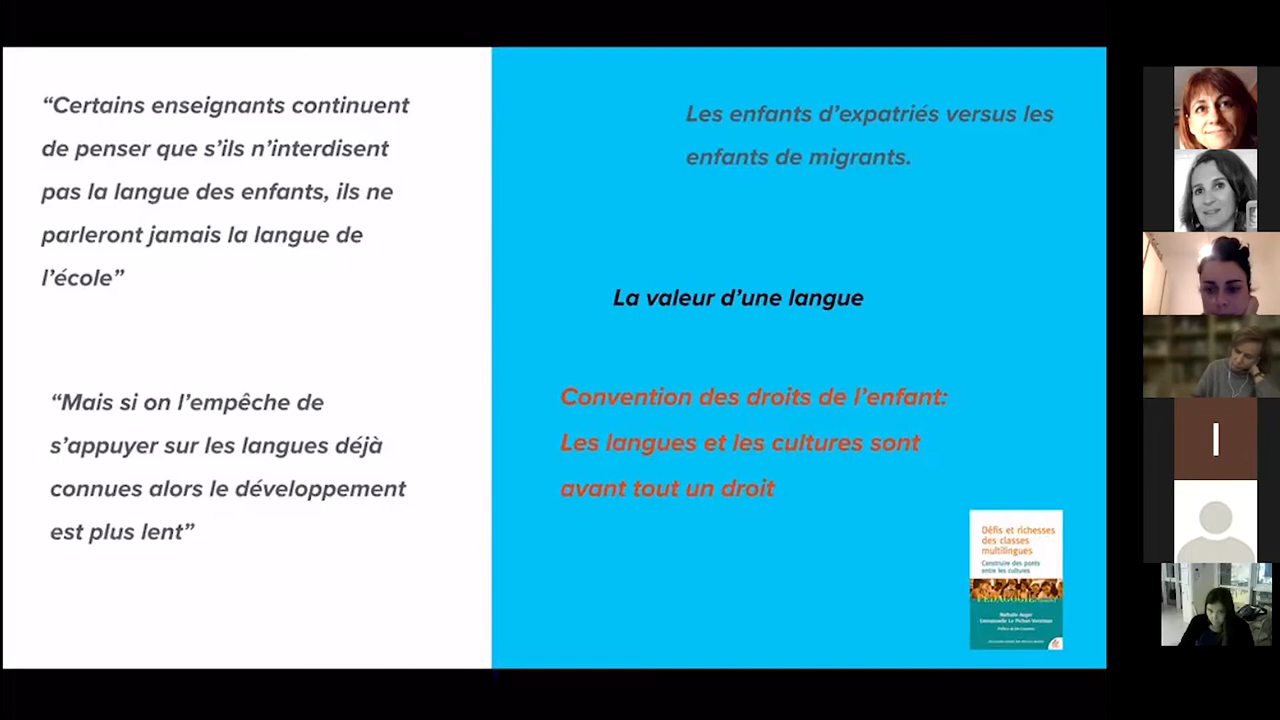 “Certains enseignants continuent
de penser que s’ils n’interdisent
pas la langue des enfants, ils ne
parleront jamais la langue de
l’école”
“Mais si on l’empêche de
s’appuyer sur les langues déjà
connues alors le développement
est plus lent”
Les enfants d’expatriés versus les
enfants de migrants.
La valeur d’une langue
Convention des droits de l’enfant:
Les langues et les cultures sont
avant tout un droit
Défis et richesses
des classes
multilingues
Construire des ponts
entre les cultures
Nathalie Auger
I